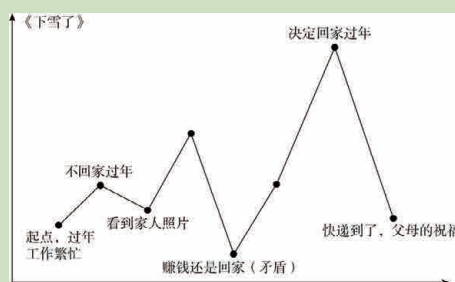 《下雪了》
决定回家过年
不回家过年
看到家人照片
起点，过年
工作繁忙
快递到了，父母的祝福
赚钱还是回家（矛盾）